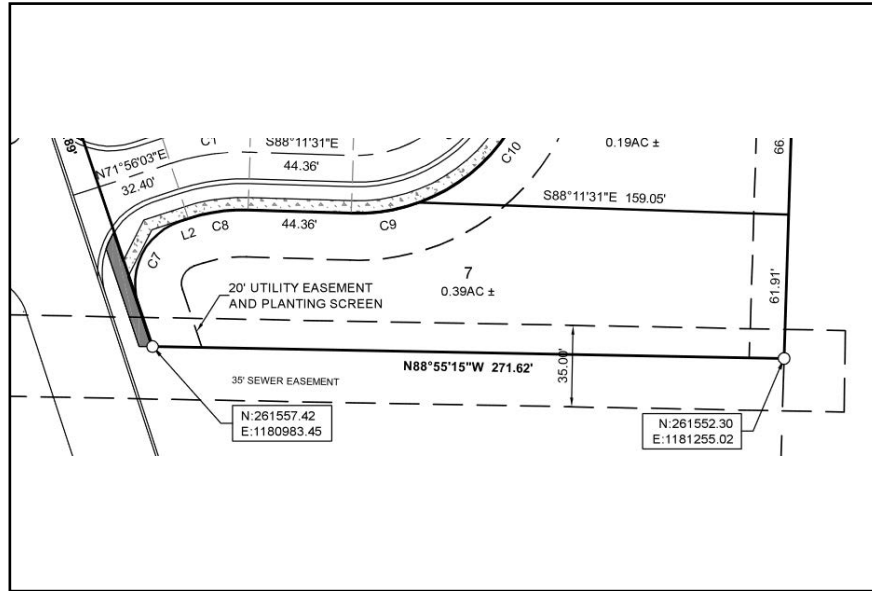 .89'
C1
S88°11'31"E
44.36'
N71°56'03"E
32.40'
0.19AC ±
66.
C10
S88°11'31"E 159.05'
L2
C8
44.36'
C9
C7
7
0.39AC ±
20' UTILITY EASEMENT
AND PLANTING SCREEN
61.91'
N88°55'15"W 271.62'
35.00'
35' SEWER EASEMENT
N:261557.42
E:1180983.45
N:261552.30
E:1181255.02